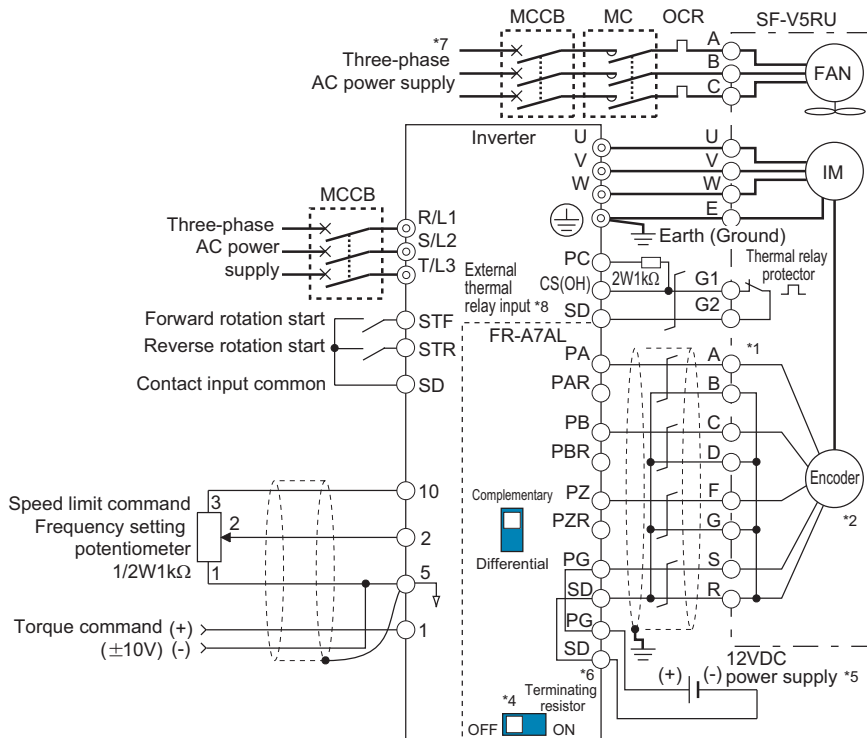 MCCB MC OCR SF-V5RU
*7
Three-phase
AC power supply
A
B
C
FAN
Inverter
U
V
W
U
V
W
E
IM
Earth (Ground)
MCCB
Three-phase
AC power
supply
R/L1
S/L2
T/L3
External
thermal
relay input *8
PC
CS(OH)
SD
2W1kΩ
G1
G2
Thermal relay
protector
Forward rotation start
STF
Reverse rotation start
STR
Contact input common
SD
FR-A7AL
PA
PAR
PB
PBR
PZ
PZR
PG
SD
PG
SD
A
B
C
D
F
G
S
R
*1
Encoder
*2
Complementary
Differential
Speed limit command
Frequency setting
potentiometer
1/2W1kΩ
3
2
1
10
2
5
1
Torque command (+)
(±10V) (-)
*6
Terminating
resistor
*4
OFF ON
(+) (-)
12VDC
power supply *5